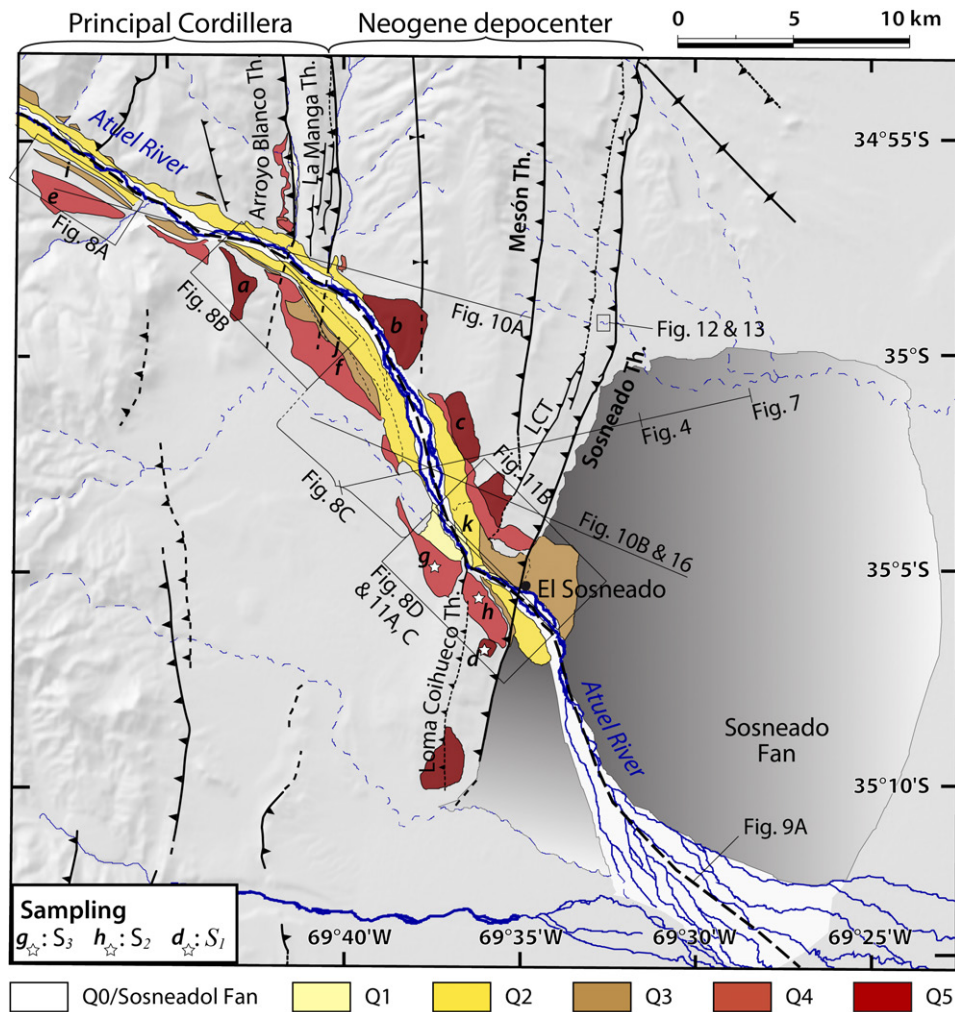 Principal Cordillera
Neogene depocenter
0 5 10 km
Atuel River
Arroyo Blanco Th.
La Manga Th.
34°55'S
Mesón Th.
i
e
Fig. 8A
a
Fig. 8B
b
Fig. 10A
Fig. 12 & 13
j
f
35°0'S
LCT
Sosneado Th.
Fig. 7
Fig. 4
c
Fig. 11B
Fig. 8C
k
Fig. 10B & 16
g
35°5'S
El Sosneado
h
Fig. 8D
& 11A, C
d
Loma Coihueco Th.
Atuel River
Sosneado
Fan
35°10'S
Fig. 9A
Sampling
g: S3 h: S2 d: S1
69°40'W 69°35'W 69°30'W 69°25'W
Q0/Sosneadol Fan Q1 Q2 Q3 Q4 Q5